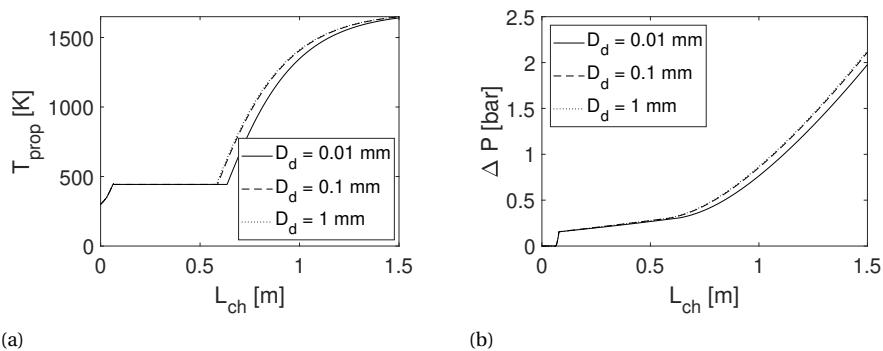 1500
1000
500
0
T_prop [K]
D_d = 0.01 mm
D_d = 0.1 mm
D_d = 1 mm
0 0.5 1 1.5
L_ch [m]
(a)
2.5
2
1.5
1
0.5
0
Δ P [bar]
D_d = 0.01 mm
D_d = 0.1 mm
D_d = 1 mm
0 0.5 1 1.5
L_ch [m]
(b)